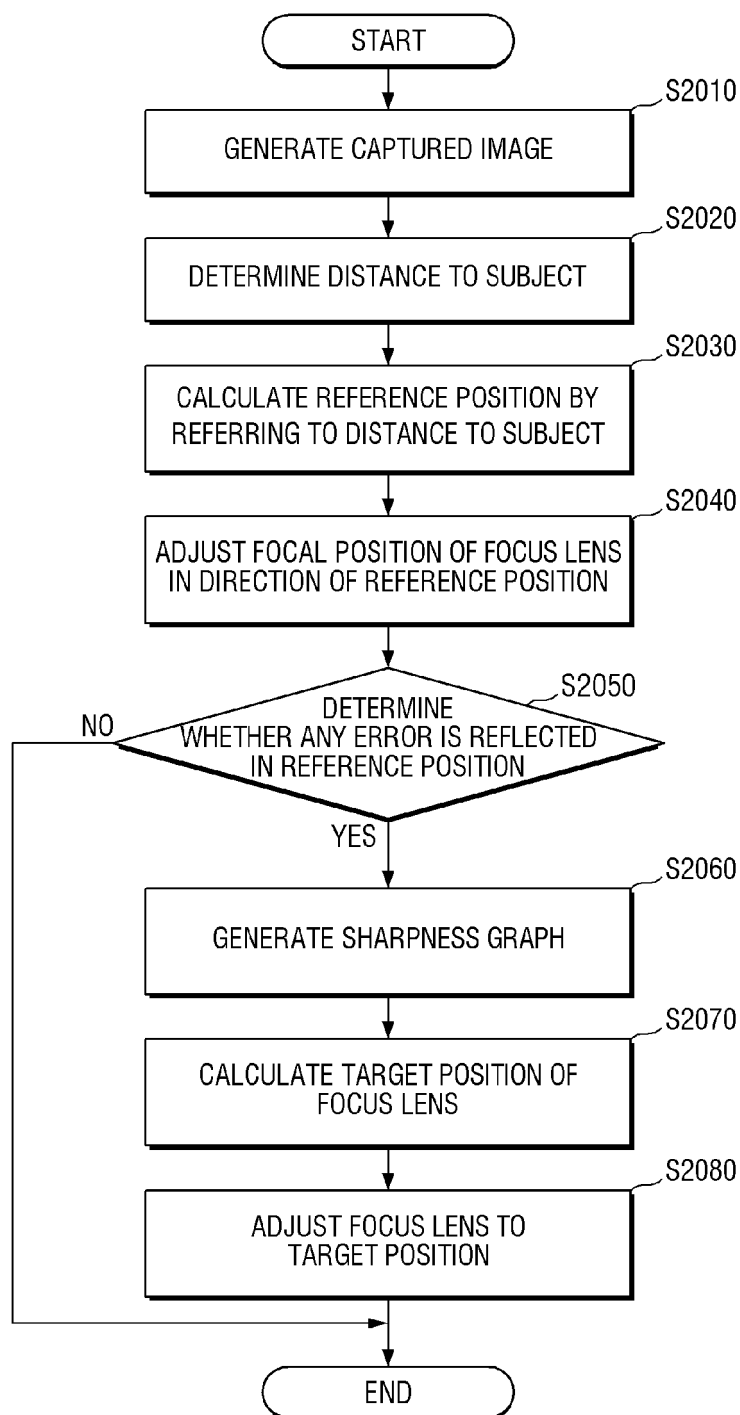 START
S2010
GENERATE CAPTURED IMAGE
S2020
DETERMINE DISTANCE TO SUBJECT
S2030
CALCULATE REFERENCE POSITION BY
REFERRING TO DISTANCE TO SUBJECT
S2040
ADJUST FOCAL POSITION OF FOCUS LENS
IN DIRECTION OF REFERENCE POSITION
S2050
DETERMINE
WHETHER ANY ERROR IS REFLECTED
IN REFERENCE POSITION
NO
YES
S2060
GENERATE SHARPNESS GRAPH
S2070
CALCULATE TARGET POSITION OF
FOCUS LENS
S2080
ADJUST FOCUS LENS TO
TARGET POSITION
END